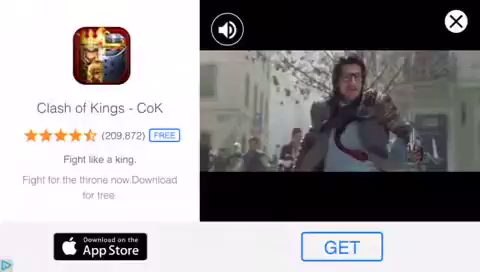 Clash of Kings - CoK
(209,872) FREE
Fight like a king.
Fight for the throne now.Download
for free
Download on the
App Store
GET